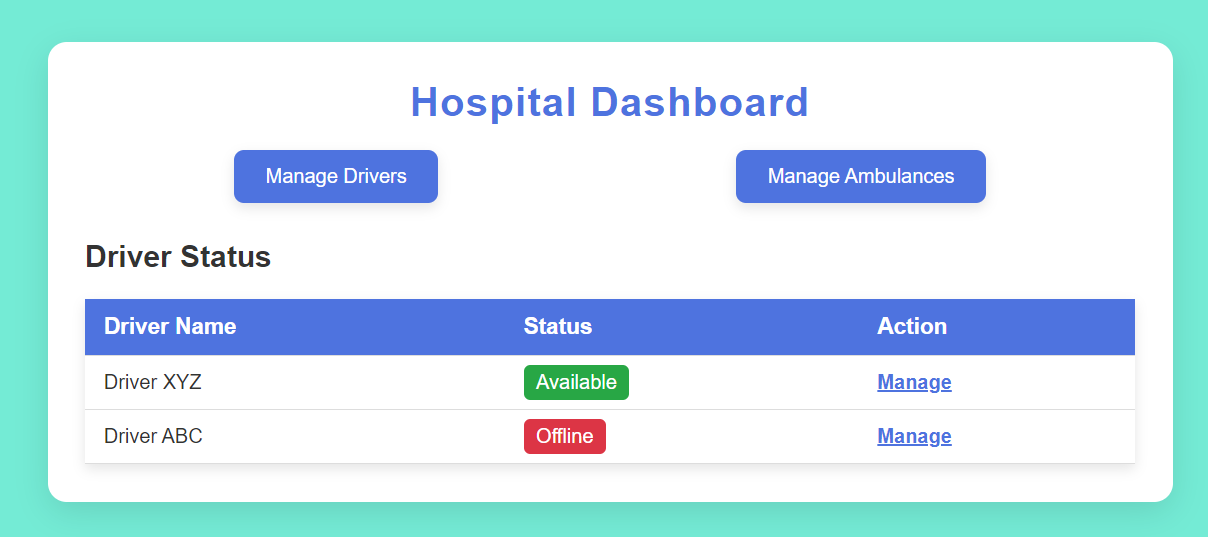 Hospital Dashboard
Manage Drivers Manage Ambulances
Driver Status
Driver Name Status Action
Driver XYZ Available Manage
Driver ABC Offline Manage